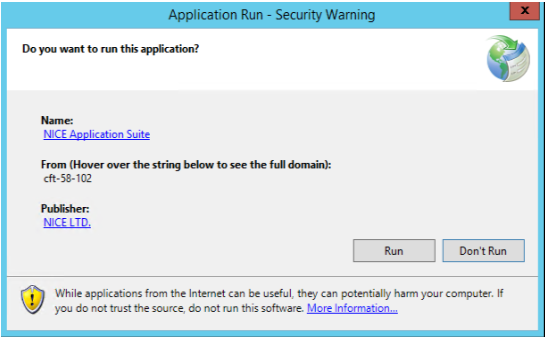 Application Run - Security Warning
x
Do you want to run this application?
Name:
NICE Application Suite
From (Hover over the string below to see the full domain):
cft-58-102
Publisher:
NICE LTD.
Run Don't Run
While applications from the Internet can be useful, they can potentially harm your computer. If
you do not trust the source, do not run this software. More Information...